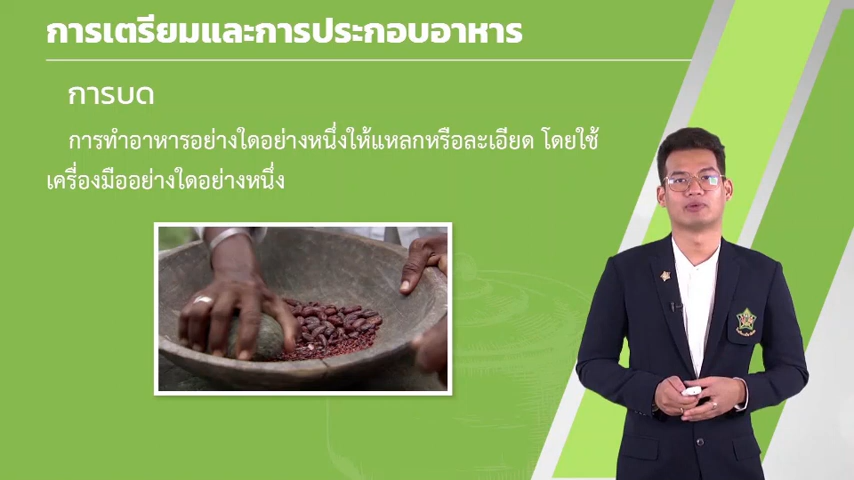 การเตรียมและการประกอบอาหาร
การบด
การทำอาหารอย่างใดอย่างหนึ่งให้แหลกหรือละเอียด โดยใช้
เครื่องมืออย่างใดอย่างหนึ่ง